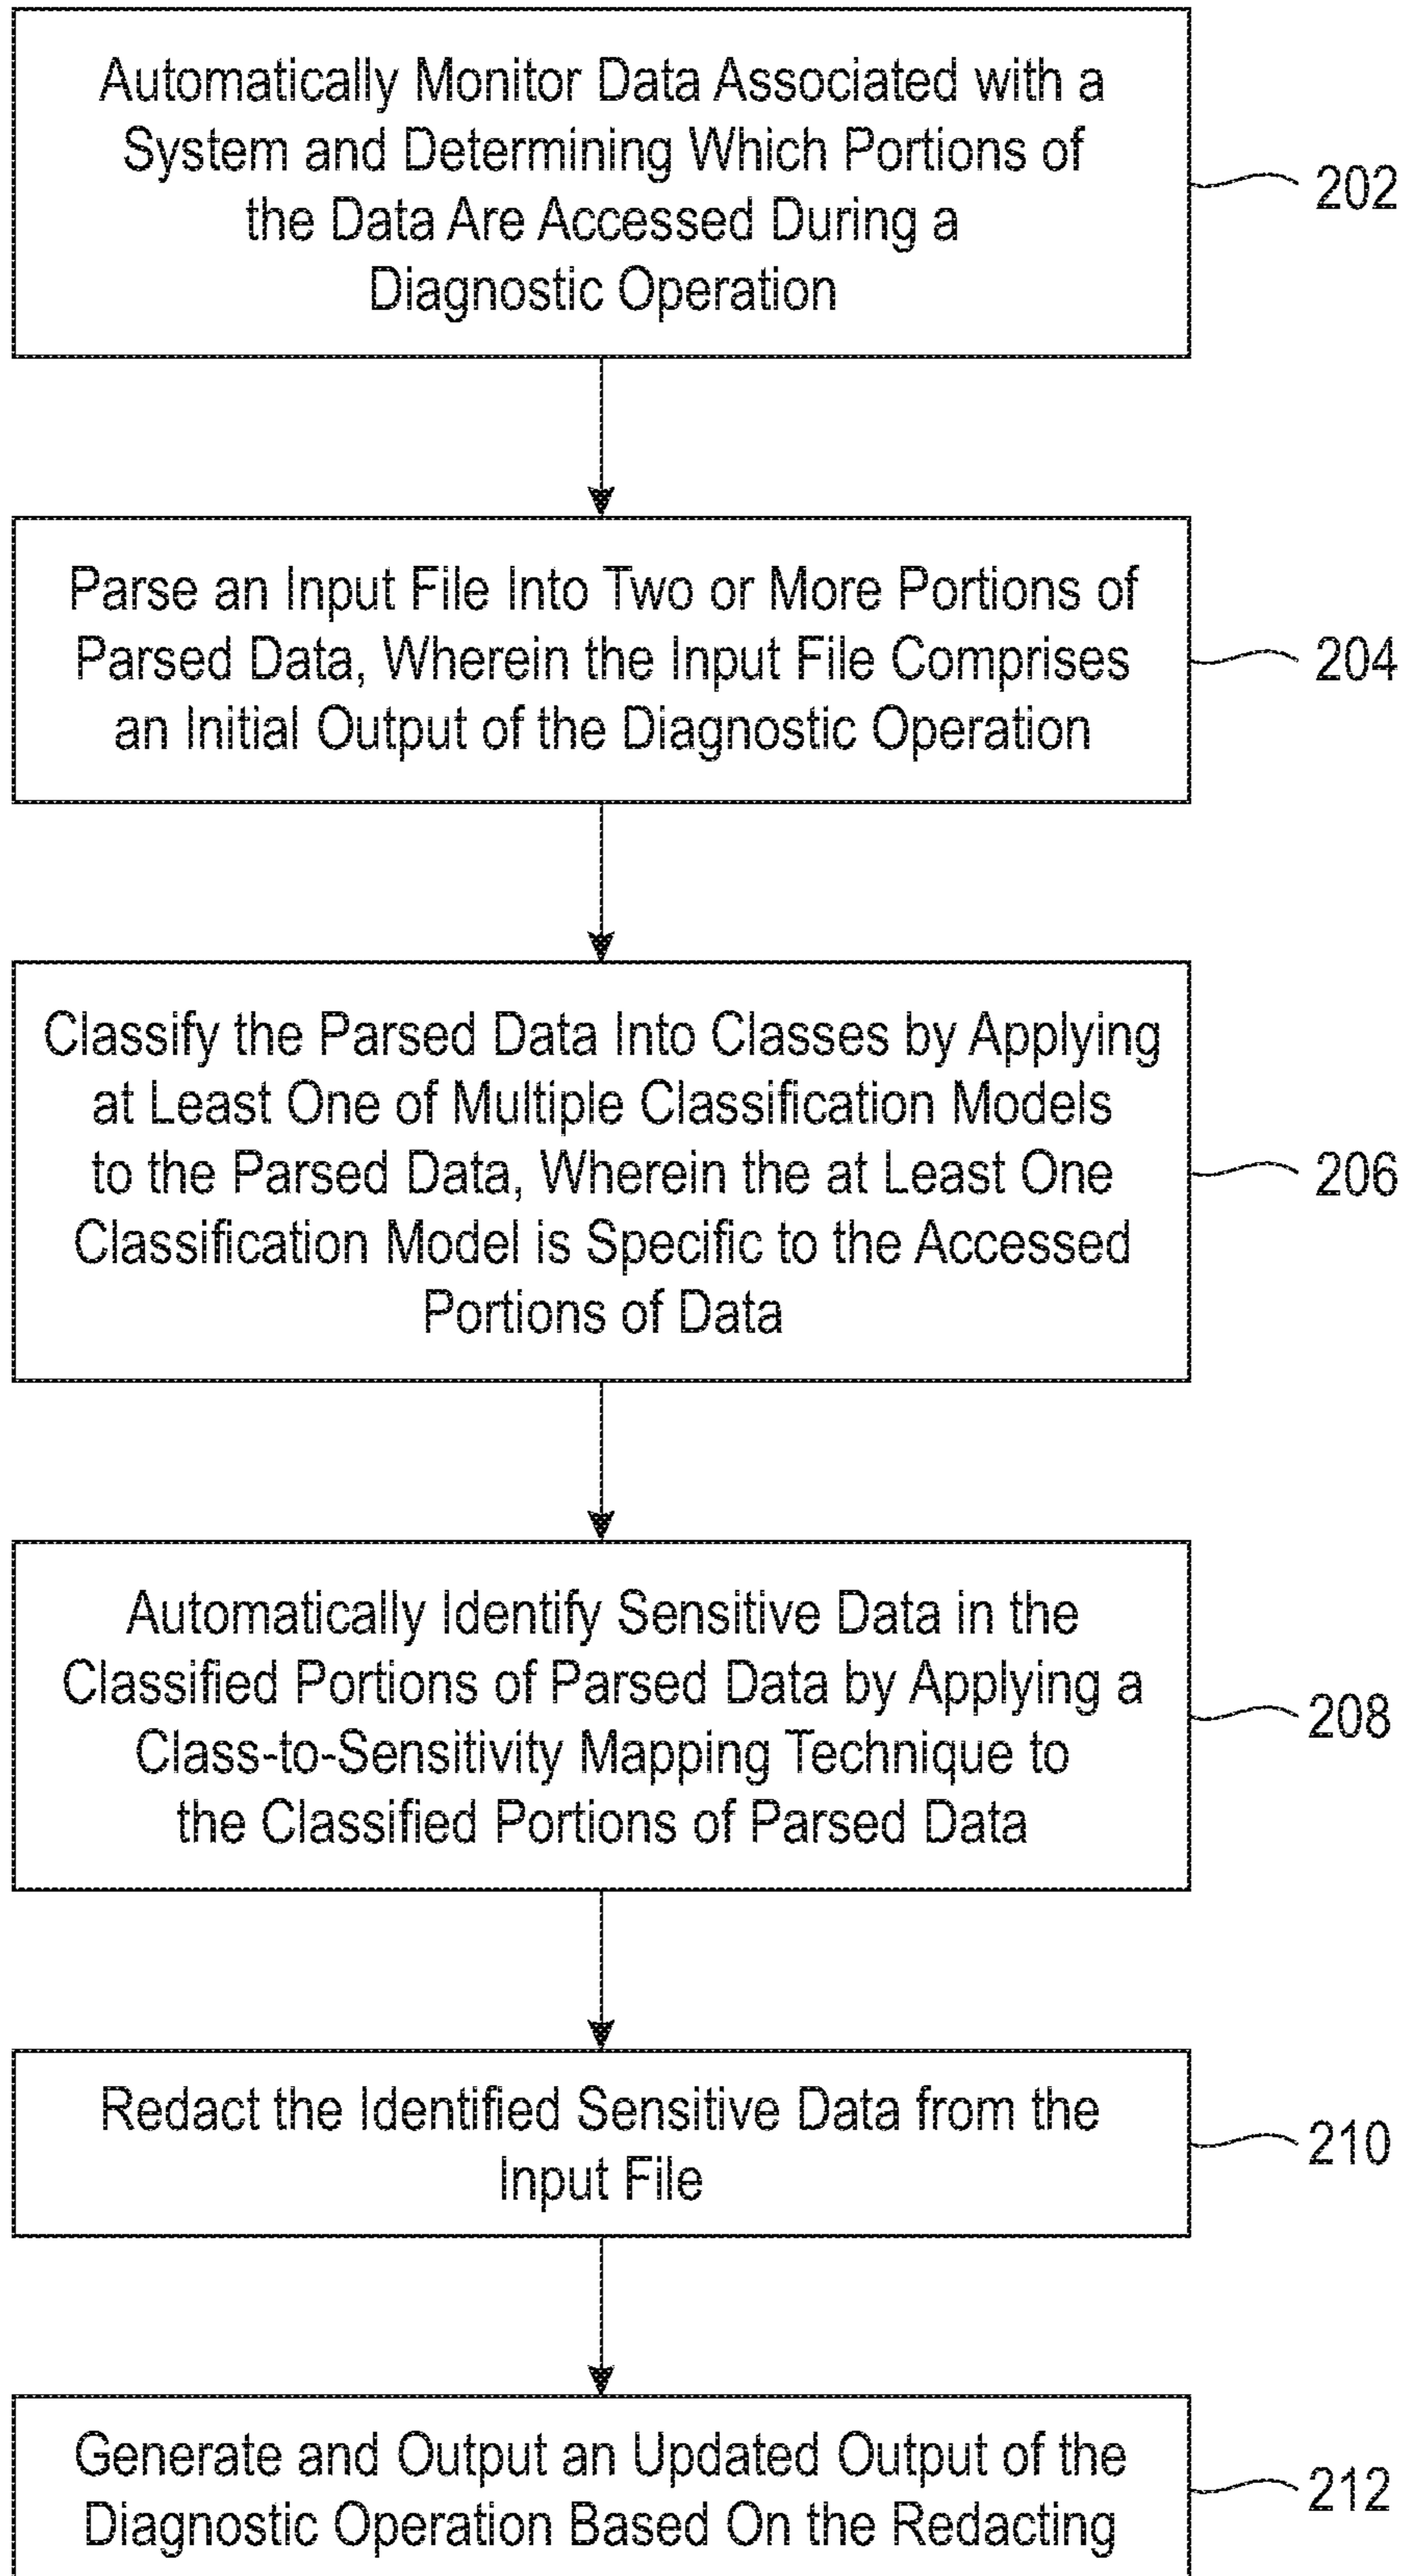 Automatically Monitor Data Associated with a
System and Determining Which Portions of
the Data Are Accessed During a
Diagnostic Operation
202
Parse an Input File Into Two or More Portions of
Parsed Data, Wherein the Input File Comprises
an Initial Output of the Diagnostic Operation
204
Classify the Parsed Data Into Classes by Applying
at Least One of Multiple Classification Models
to the Parsed Data, Wherein the at Least One
Classification Model is Specific to the Accessed
Portions of Data
206
Automatically Identify Sensitive Data in the
Classified Portions of Parsed Data by Applying a
Class-to-Sensitivity Mapping Technique to
the Classified Portions of Parsed Data
208
Redact the Identified Sensitive Data from the
Input File
210
Generate and Output an Updated Output of the
Diagnostic Operation Based On the Redacting
212